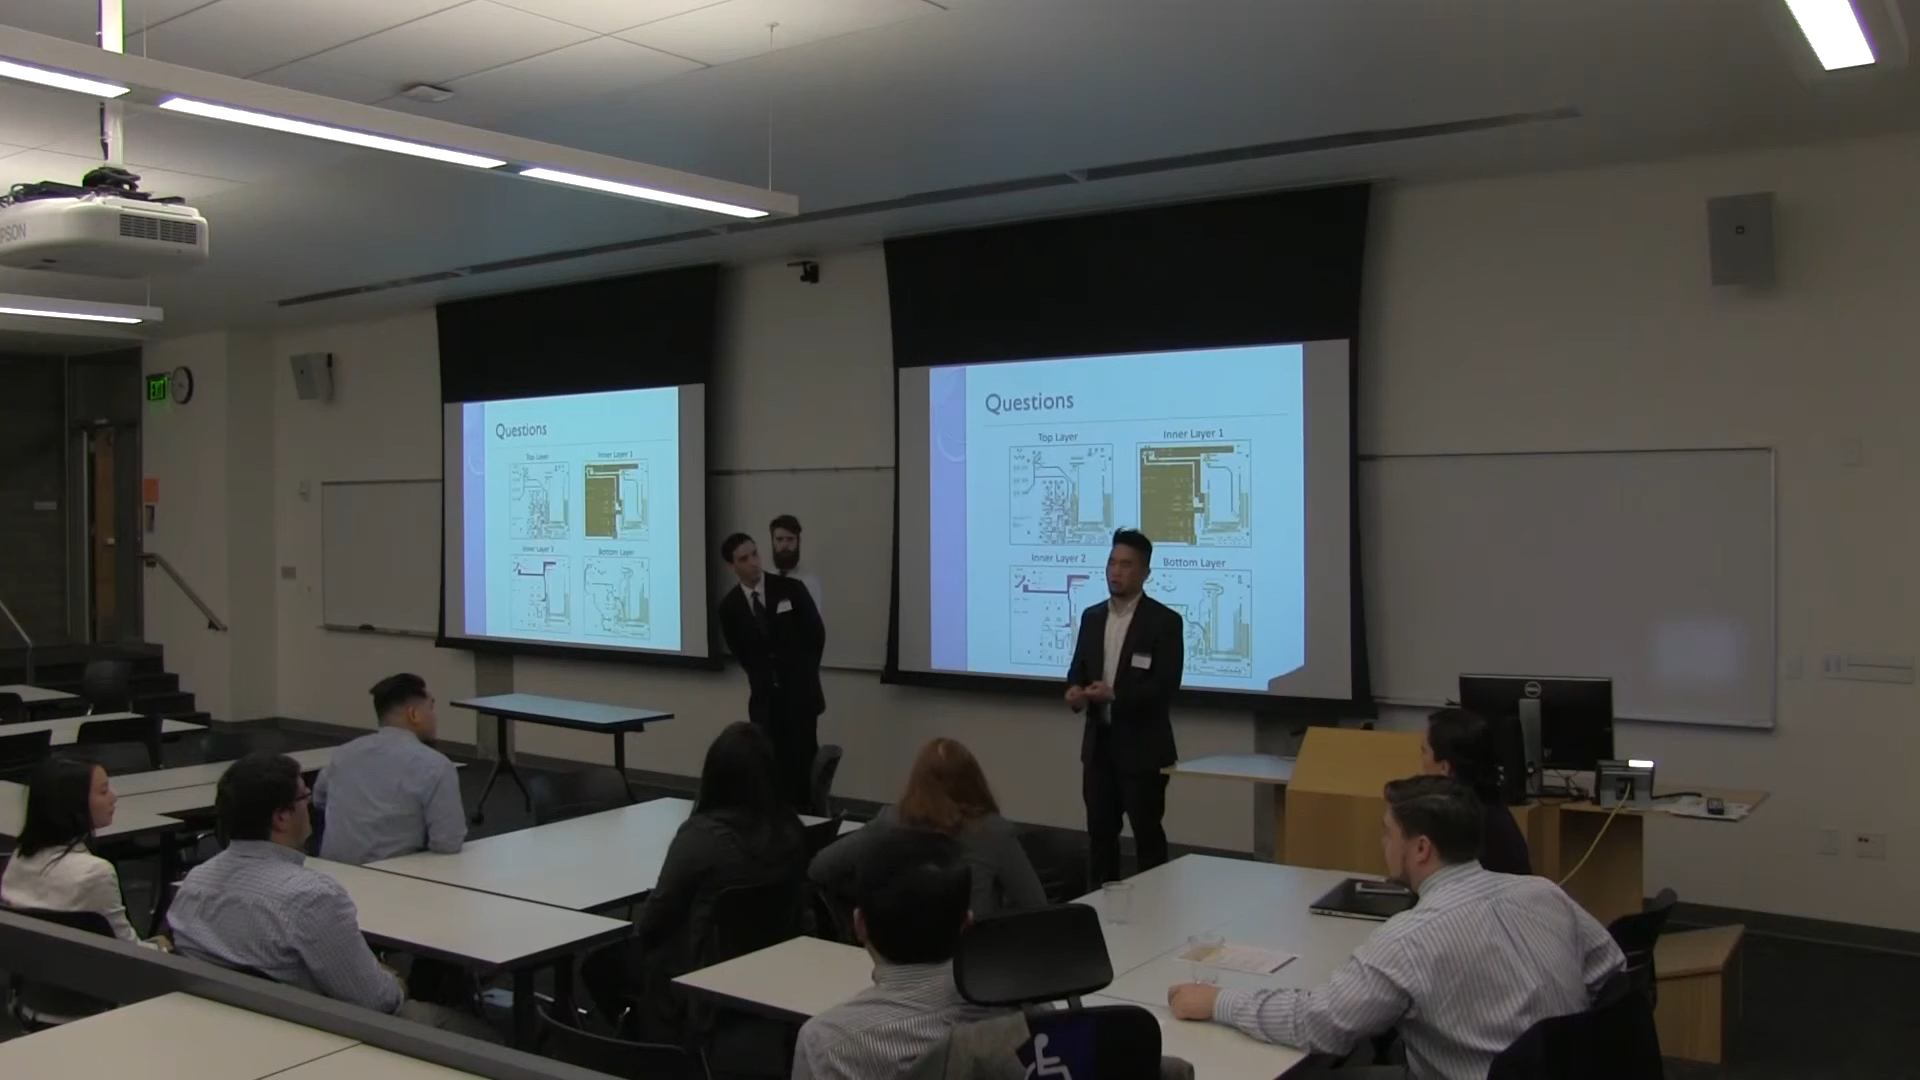 EPSON
EXIT
Questions
Top Layer
Inner Layer 1
Inner Layer 2
Bottom Layer
Questions
Top Layer
Inner Layer 1
Inner Layer 2
Bottom Layer
DELL